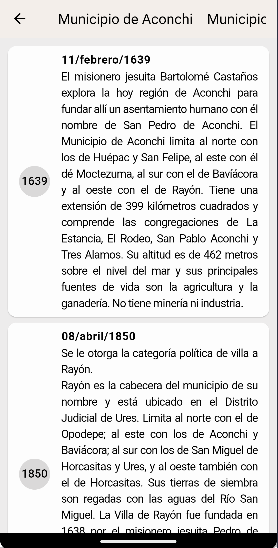 Municipio de Aconchi Municipic
11/febrero/1639
El misionero jesuita Bartolomé Castaños
explora la hoy región de Aconchi para
fundar allí un asentamiento humano con él
nombre de San Pedro de Aconchi. El
Municipio de Aconchi limita al norte con
los de Huépac y San Felipe, al este con él
dé Moctezuma, al sur con el de Bavíácora
y al oeste con el de Rayón. Tiene una
1639
extensión de 399 kilómetros cuadrados y
comprende las congregaciones de La
Estancia, El Rodeo, San Pablo Aconchi y
Tres Alamos. Su altitud es de 462 metros
sobre el nivel del mar y sus principales
fuentes de vida son la agricultura y la
ganadería. No tiene minería ni industria.
08/abril/1850
Se le otorga la categoría política de villa a
Rayón.
Rayón es la cabecera del municipio de su
nombre y está ubicado en el Distrito
Judicial de Ures. Limita al norte con el de
Opodepe; al este con los de Aconchi y
Baviácora; al sur con los de San Miguel de
Horcasitas y Ures, y al oeste también con
1850
el de Horcasitas. Sus tierras de siembra
son regadas con las aguas del Río San
Miguel. La Villa de Rayón fue fundada en
1638 por el misionero jesuita Pedro de